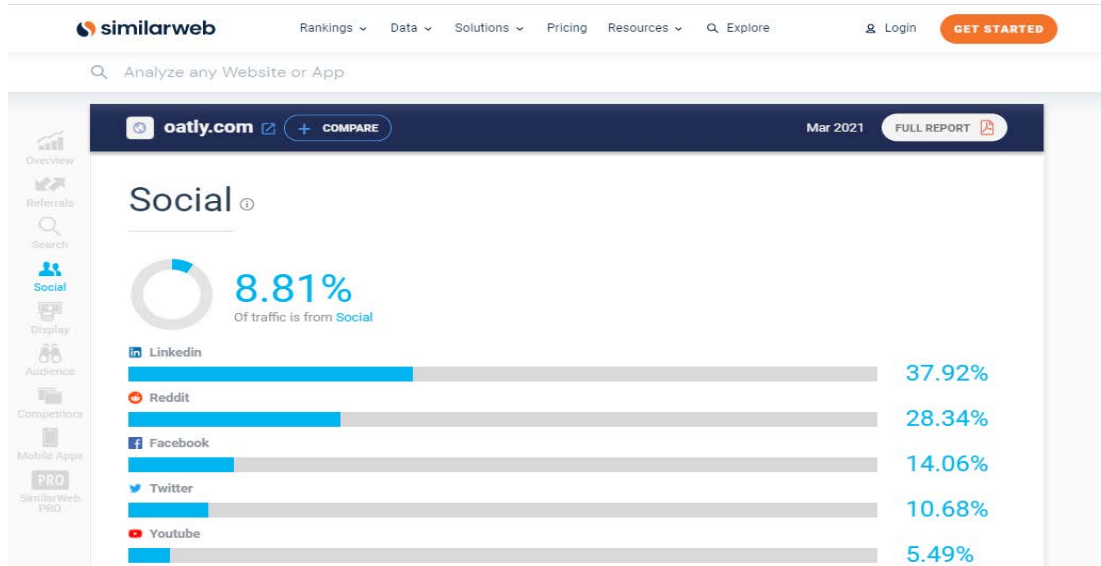 similarweb Rankings Data Solutions Pricing Resources Explore Login GET STARTED
Analyze any Website or App
oatly.com + COMPARE Mar 2021 FULL REPORT
Overview
Referrals
Search
Social
Display
Audience
Competitors
Mobile Apps
PRO
SimilarWeb
PRO
Social
8.81%
Of traffic is from Social
in Linkedin
37.92%
Reddit
28.34%
f Facebook
14.06%
Twitter
10.68%
Youtube
5.49%